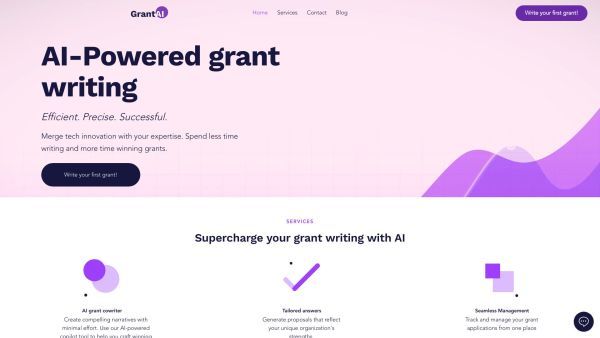 GrantAI
Home Services Contact Blog
Write your first grant!
AI-Powered grant
writing
Efficient. Precise. Successful.
Merge tech innovation with your expertise. Spend less time
writing and more time winning grants.
Write your first grant!
SERVICES
Supercharge your grant writing with AI
AI grant cowriter
Create compelling narratives with
minimal effort. Use our AI-powered
copilot tool to help you craft winning
Tailored answers
Generate proposals that reflect
your unique organization's
strengths.
Seamless Management
Track and manage your grant
applications from one place